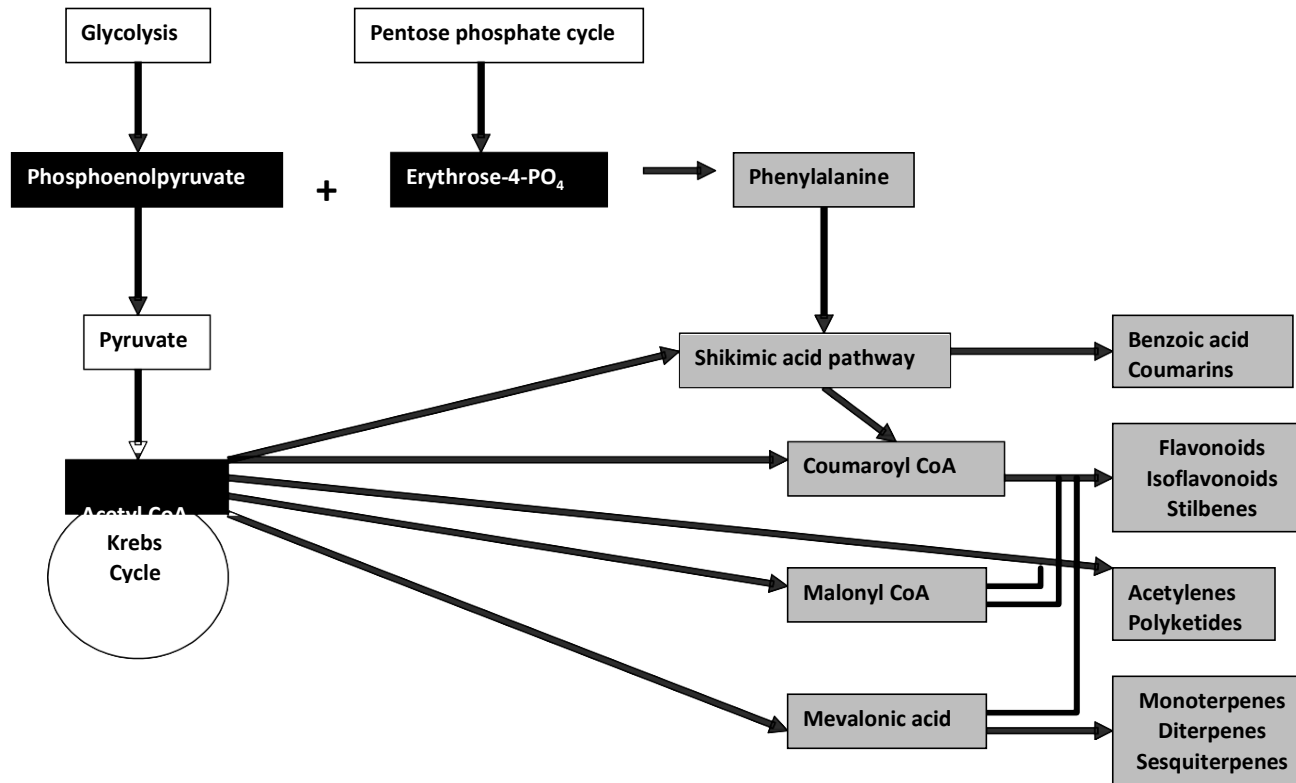 Glycolysis
Pentose phosphate cycle
Phosphoenolpyruvate
+
Erythrose-4-PO₄
Phenylalanine
Pyruvate
Shikimic acid pathway
Benzoic acid
Coumarins
Acetyl CoA
Krebs
Cycle
Coumaroyl CoA
Flavonoids
Isoflavonoids
Stilbenes
Malonyl CoA
Acetylenes
Polyketides
Mevalonic acid
Monoterpenes
Diterpenes
Sesquiterpenes